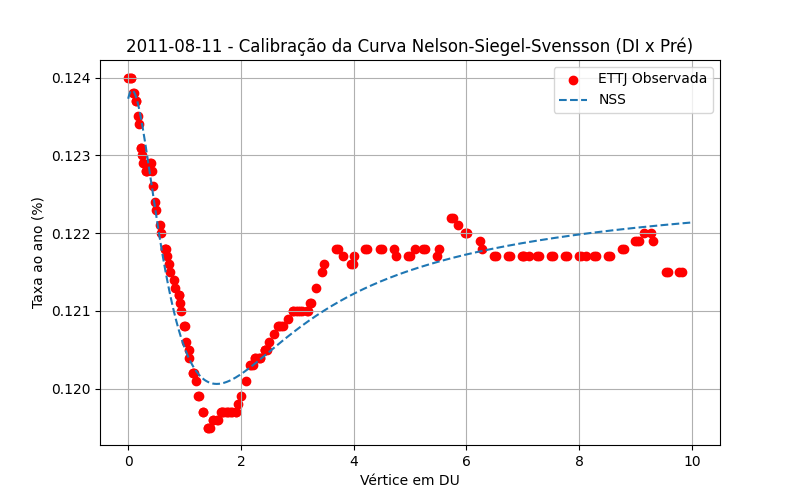 2011-08-11 - Calibração da Curva Nelson-Siegel-Svensson (DI x Pré)
ETTJ Observada
NSS
Taxa ao ano (%)
0.124
0.123
0.122
0.121
0.120
0 2 4 6 8 10
Vértice em DU